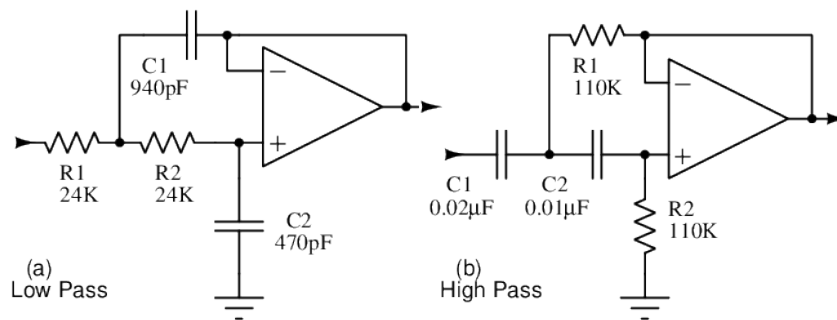 C1
940pF
−
+
R1
24K
R2
24K
C2
470pF
(a)
Low Pass
R1
110K
−
+
C1
0.02µF
C2
0.01µF
R2
110K
(b)
High Pass